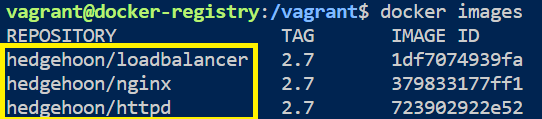 vagrant@docker-registry:/vagrant$ docker images
REPOSITORY TAG IMAGE ID
hedgehoon/loadbalancer 2.7 1df7074939fa
hedgehoon/nginx 2.7 379833177ff1
hedgehoon/httpd 2.7 723902922e52